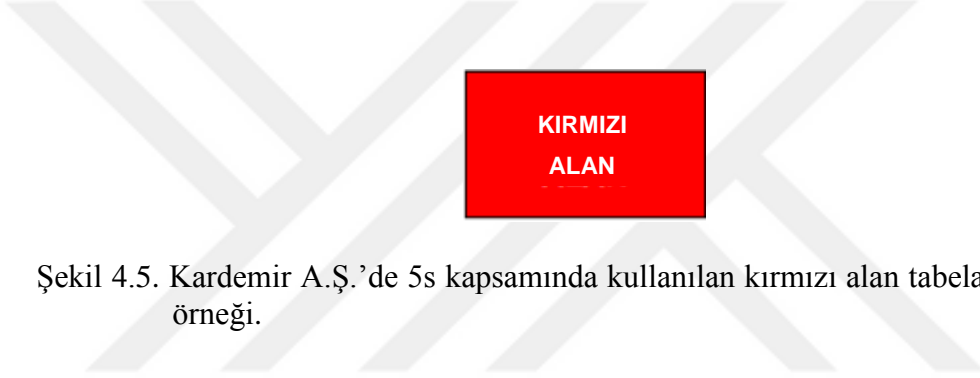 KIRMIZI
ALAN
Şekil 4.5. Kardemir A.Ş.’de 5s kapsamında kullanılan kırmızı alan tabela
örneği.